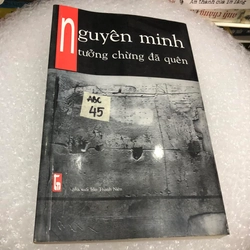 nguyên minh
tưởng chừng đã quên
ABC
45